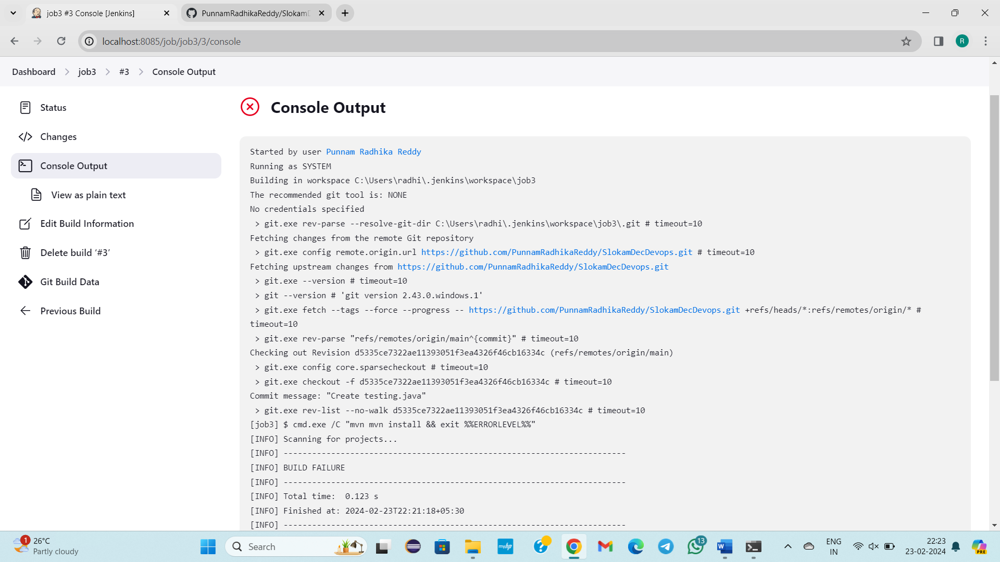 job3 #3 Console [Jenkins]
PunnamRadhikaReddy/SlokamD
localhost:8085/job/job3/3/console
R
Dashboard
job3
#3
Console Output
Status
Changes
Console Output
View as plain text
Edit Build Information
Delete build ‘#3’
Git Build Data
Previous Build
Console Output
Started by user Punnam Radhika Reddy
Running as SYSTEM
Building in workspace C:\Users\radhi\.jenkins\workspace\job3
The recommended git tool is: NONE
No credentials specified
> git.exe rev-parse --resolve-git-dir C:\Users\radhi\.jenkins\workspace\job3\.git # timeout=10
Fetching changes from the remote Git repository
> git.exe config remote.origin.url https://github.com/PunnamRadhikaReddy/SlokamDecDevops.git # timeout=10
Fetching upstream changes from https://github.com/PunnamRadhikaReddy/SlokamDecDevops.git
> git.exe --version # timeout=10
> git --version # 'git version 2.43.0.windows.1'
> git.exe fetch --tags --force --progress -- https://github.com/PunnamRadhikaReddy/SlokamDecDevops.git +refs/heads/*:refs/remotes/origin/* #
timeout=10
> git.exe rev-parse "refs/remotes/origin/main^{commit}" # timeout=10
Checking out Revision d5335ce7322ae11393051f3ea4326f46cb16334c (refs/remotes/origin/main)
> git.exe config core.sparsecheckout # timeout=10
> git.exe checkout -f d5335ce7322ae11393051f3ea4326f46cb16334c # timeout=10
Commit message: "Create testing.java"
> git.exe rev-list --no-walk d5335ce7322ae11393051f3ea4326f46cb16334c # timeout=10
[job3] $ cmd.exe /C "mvn mvn install && exit %%ERRORLEVEL%%"
[INFO] Scanning for projects...
[INFO] ------------------------------------------------------------------------
[INFO] BUILD FAILURE
[INFO] ------------------------------------------------------------------------
[INFO] Total time:  0.123 s
[INFO] Finished at: 2024-02-23T22:21:18+05:30
[INFO] ------------------------------------------------------------------------
1
26°C
Partly cloudy
Search
myhp
W
13
PRE
ENG
IN
22:23
23-02-2024